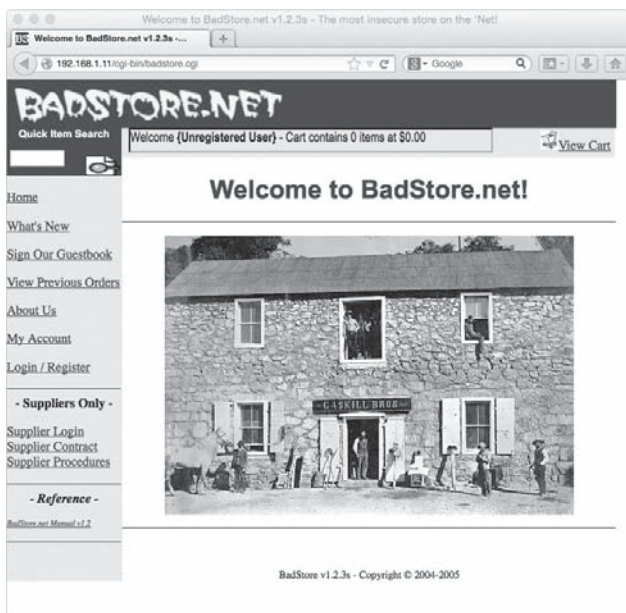 Welcome to BadStore.net v1.2.3s - The most insecure store on the 'Net!
BS Welcome to BadStore.net v1.2.3s -... +
192.168.1.11/cgi-bin/badstore.cgi
Google
BADSTORE.NET
Quick Item Search
Welcome {Unregistered User} - Cart contains 0 items at $0.00
View Cart
Home
What's New
Sign Our Guestbook
View Previous Orders
About Us
My Account
Login / Register
- Suppliers Only -
Supplier Login
Supplier Contract
Supplier Procedures
- Reference -
BadStore.net Manual v1.2
Welcome to BadStore.net!
GASKILL BROS
BadStore v1.2.3s - Copyright © 2004-2005